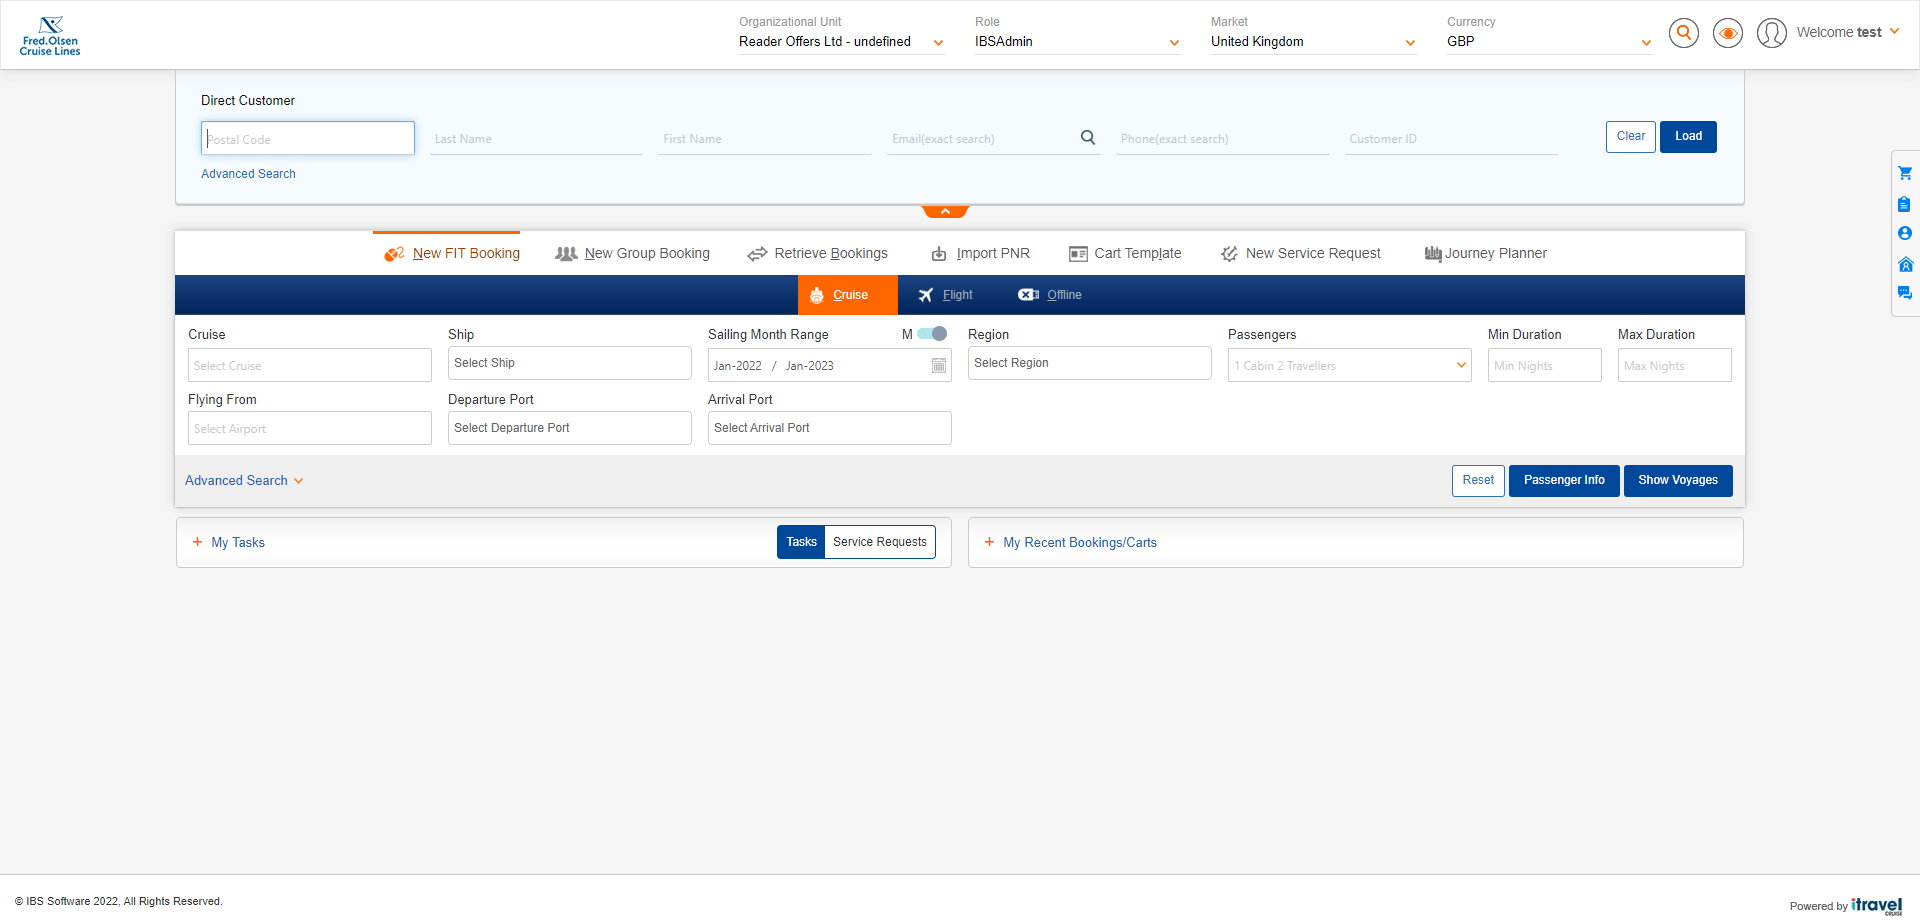 Fred.Olsen
Cruise Lines
Organizational Unit
Reader Offers Ltd - undefined
Role
IBSAdmin
Market
United Kingdom
Currency
GBP
Welcome test
Direct Customer
Postal Code
Last Name
First Name
Email(exact search)
Phone(exact search)
Customer ID
Clear
Load
Advanced Search
New FIT Booking
New Group Booking
Retrieve Bookings
Import PNR
Cart Template
New Service Request
Journey Planner
Cruise
Flight
Offline
Cruise
Ship
Sailing Month Range
M
Region
Passengers
Min Duration
Max Duration
Select Cruise
Select Ship
Jan-2022 / Jan-2023
Select Region
1 Cabin 2 Travellers
Min Nights
Max Nights
Flying From
Departure Port
Arrival Port
Select Airport
Select Departure Port
Select Arrival Port
Advanced Search
Reset
Passenger Info
Show Voyages
+ My Tasks
Tasks
Service Requests
+ My Recent Bookings/Carts
© IBS Software 2022, All Rights Reserved.
Powered by itravel
CRUISE